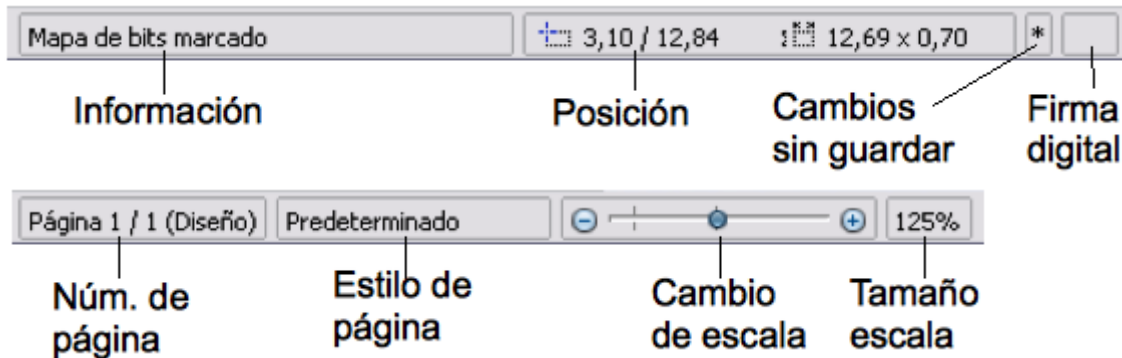 Mapa de bits marcado 3,10 / 12,84 12,69 x 0,70 *
Información Posición Cambios sin guardar Firma digital
Página 1 / 1 (Diseño) Predeterminado 125%
Núm. de página Estilo de página Cambio de escala Tamaño escala